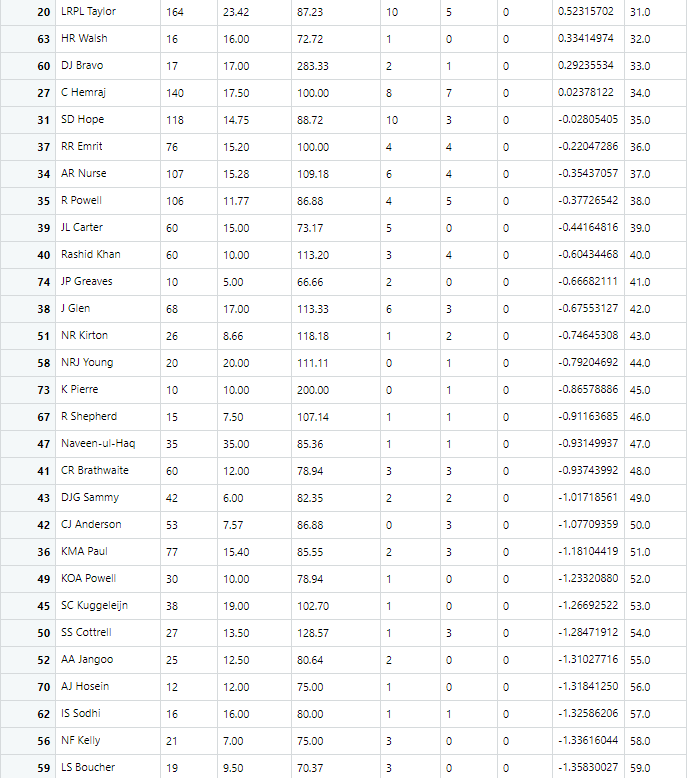 20 LRPL Taylor 164 23.42 87.23 10 5 0 0.52315702 31.0
63 HR Walsh 16 16.00 72.72 1 0 0 0.33414974 32.0
60 DJ Bravo 17 17.00 283.33 2 1 0 0.29235534 33.0
27 C Hemraj 140 17.50 100.00 8 7 0 0.02378122 34.0
31 SD Hope 118 14.75 88.72 10 3 0 -0.02805405 35.0
37 RR Emrit 76 15.20 100.00 4 4 0 -0.22047286 36.0
34 AR Nurse 107 15.28 109.18 6 4 0 -0.35437057 37.0
35 R Powell 106 11.77 86.88 4 5 0 -0.37726542 38.0
39 JL Carter 60 15.00 73.17 5 0 0 -0.44164816 39.0
40 Rashid Khan 60 10.00 113.20 3 4 0 -0.60434468 40.0
74 JP Greaves 10 5.00 66.66 2 0 0 -0.66682111 41.0
38 J Glen 68 17.00 113.33 6 3 0 -0.67553127 42.0
51 NR Kirton 26 8.66 118.18 1 2 0 -0.74645308 43.0
58 NRJ Young 20 20.00 111.11 0 1 0 -0.79204692 44.0
73 K Pierre 10 10.00 200.00 0 1 0 -0.86578886 45.0
67 R Shepherd 15 7.50 107.14 1 1 0 -0.91163685 46.0
47 Naveen-ul-Haq 35 35.00 85.36 1 1 0 -0.93149937 47.0
41 CR Brathwaite 60 12.00 78.94 3 3 0 -0.93743992 48.0
43 DJG Sammy 42 6.00 82.35 2 2 0 -1.01718561 49.0
42 CJ Anderson 53 7.57 86.88 0 3 0 -1.07709359 50.0
36 KMA Paul 77 15.40 85.55 2 3 0 -1.18104419 51.0
49 KOA Powell 30 10.00 78.94 1 0 0 -1.23320880 52.0
45 SC Kuggeleijn 38 19.00 102.70 1 0 0 -1.26692522 53.0
50 SS Cottrell 27 13.50 128.57 1 3 0 -1.28471912 54.0
52 AA Jangoo 25 12.50 80.64 2 0 0 -1.31027716 55.0
70 AJ Hosein 12 12.00 75.00 1 0 0 -1.31841250 56.0
62 IS Sodhi 16 16.00 80.00 1 1 0 -1.32586206 57.0
56 NF Kelly 21 7.00 75.00 3 0 0 -1.33616044 58.0
59 LS Boucher 19 9.50 70.37 3 0 0 -1.35830027 59.0